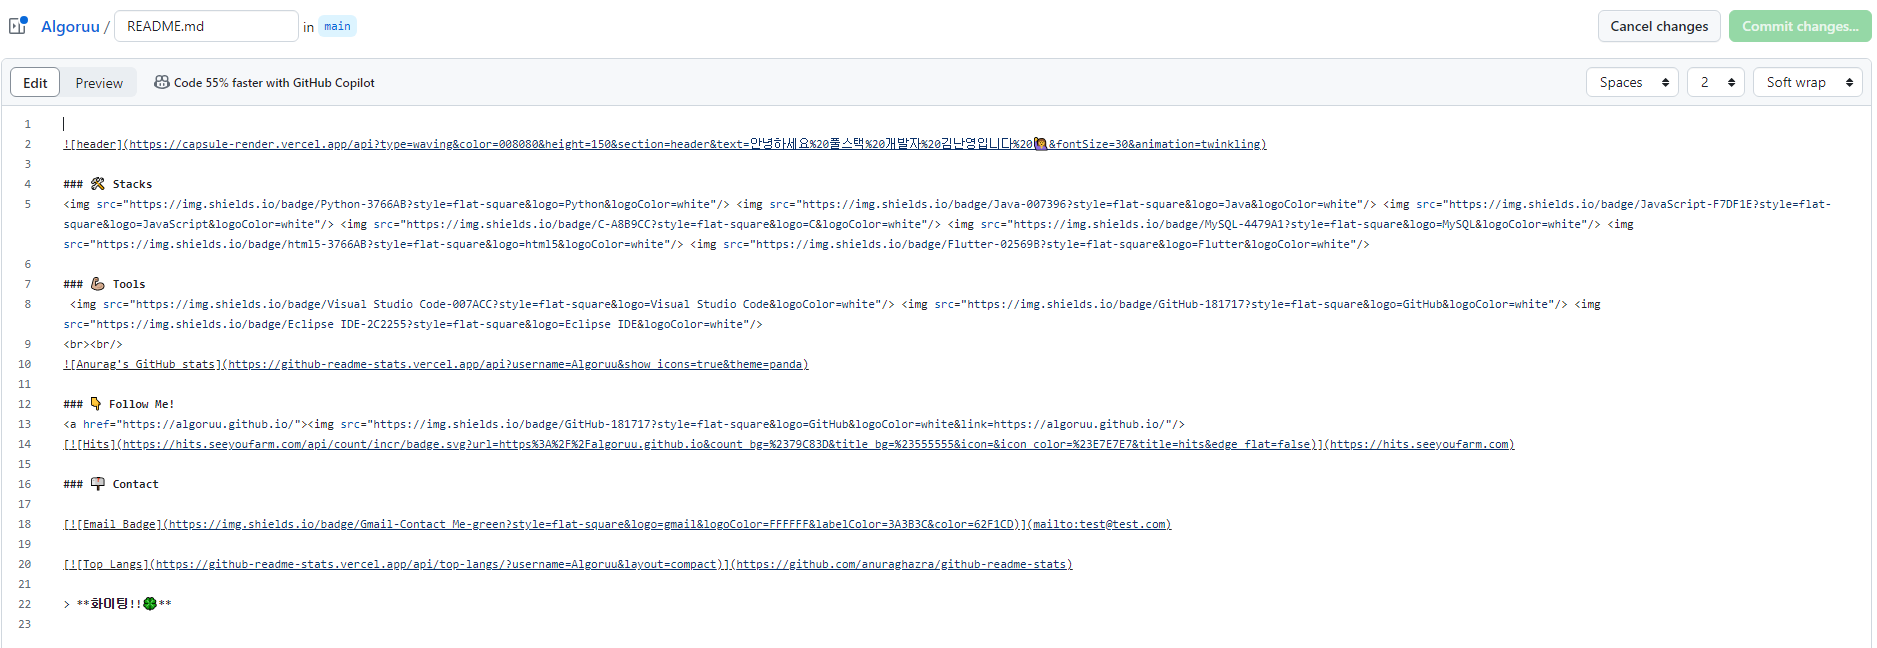 Algoruu / README.md in main Cancel changes Commit changes...
Edit Preview Code 55% faster with GitHub Copilot Spaces 2 Soft wrap
1
2 ![header](https://capsule-render.vercel.app/api?type=waving&color=008080&height=150&section=header&text=안녕하세요%20풀스택%20개발자%20김난영입니다%20🙋‍♀️&fontSize=30&animation=twinkling)
3
4 ### 🛠 Stacks
5 <img src="https://img.shields.io/badge/Python-3766AB?style=flat-square&logo=Python&logoColor=white"/> <img src="https://img.shields.io/badge/Java-007396?style=flat-square&logo=Java&logoColor=white"/> <img src="https://img.shields.io/badge/JavaScript-F7DF1E?style=flat-
square&logo=JavaScript&logoColor=white"/> <img src="https://img.shields.io/badge/C-A8B9CC?style=flat-square&logo=C&logoColor=white"/> <img src="https://img.shields.io/badge/MySQL-4479A1?style=flat-square&logo=MySQL&logoColor=white"/> <img
src="https://img.shields.io/badge/html5-3766AB?style=flat-square&logo=html5&logoColor=white"/> <img src="https://img.shields.io/badge/Flutter-02569B?style=flat-square&logo=Flutter&logoColor=white"/>
6
7 ### 💪 Tools
8 <img src="https://img.shields.io/badge/Visual Studio Code-007ACC?style=flat-square&logo=Visual Studio Code&logoColor=white"/> <img src="https://img.shields.io/badge/GitHub-181717?style=flat-square&logo=GitHub&logoColor=white"/> <img
src="https://img.shields.io/badge/Eclipse IDE-2C2255?style=flat-square&logo=Eclipse IDE&logoColor=white"/>
9 <br><br/>
10 ![Anurag's GitHub stats](https://github-readme-stats.vercel.app/api?username=Algoruu&show_icons=true&theme=panda)
11
12 ### 👇 Follow Me!
13 <a href="https://algoruu.github.io/"><img src="https://img.shields.io/badge/GitHub-181717?style=flat-square&logo=GitHub&logoColor=white&link=https://algoruu.github.io/"/>
14 [![Hits](https://hits.seeyoufarm.com/api/count/incr/badge.svg?url=https%3A%2F%2Falgoruu.github.io&count_bg=%2379C83D&title_bg=%23555555&icon=&icon_color=%23E7E7E7&title=hits&edge_flat=false)](https://hits.seeyoufarm.com)
15
16 ### 📫 Contact
17
18 [![Email Badge](https://img.shields.io/badge/Gmail-Contact_Me-green?style=flat-square&logo=gmail&logoColor=FFFFFF&labelColor=3A3B3C&color=62F1CD)](mailto:test@test.com)
19
20 [![Top Langs](https://github-readme-stats.vercel.app/api/top-langs/?username=Algoruu&layout=compact)](https://github.com/anuraghazra/github-readme-stats)
21
22 > **화이팅!!🍀**
23